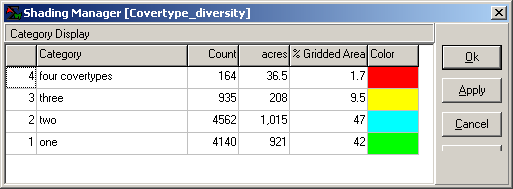 Shading Manager [Covertype_diversity]
Category Display
Category Count acres % Gridded Area Color
4 four covertypes 164 36.5 1.7
3 three 935 208 9.5
2 two 4562 1,015 47
1 one 4140 921 42
Ok
Apply
Cancel